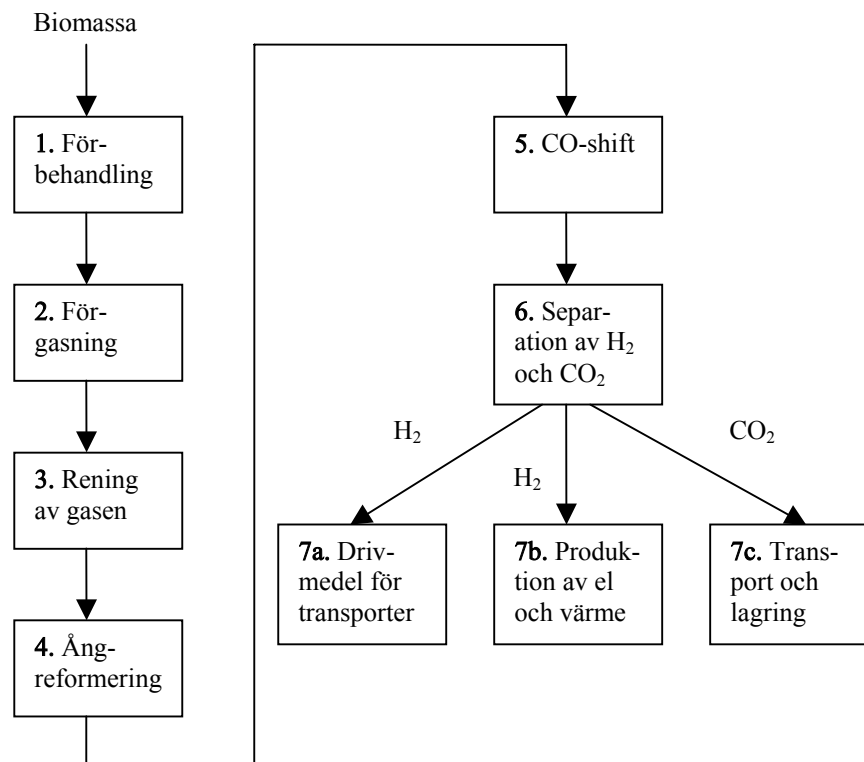 Biomassa
1. För-
behandling
2. För-
gasning
3. Rening
av gasen
4. Ång-
reformering
5. CO-shift
6. Separ-
ation av H₂
och CO₂
H₂
H₂
CO₂
7a. Driv-
medel för
transporter
7b. Produk-
tion av el
och värme
7c. Trans-
port och
lagring